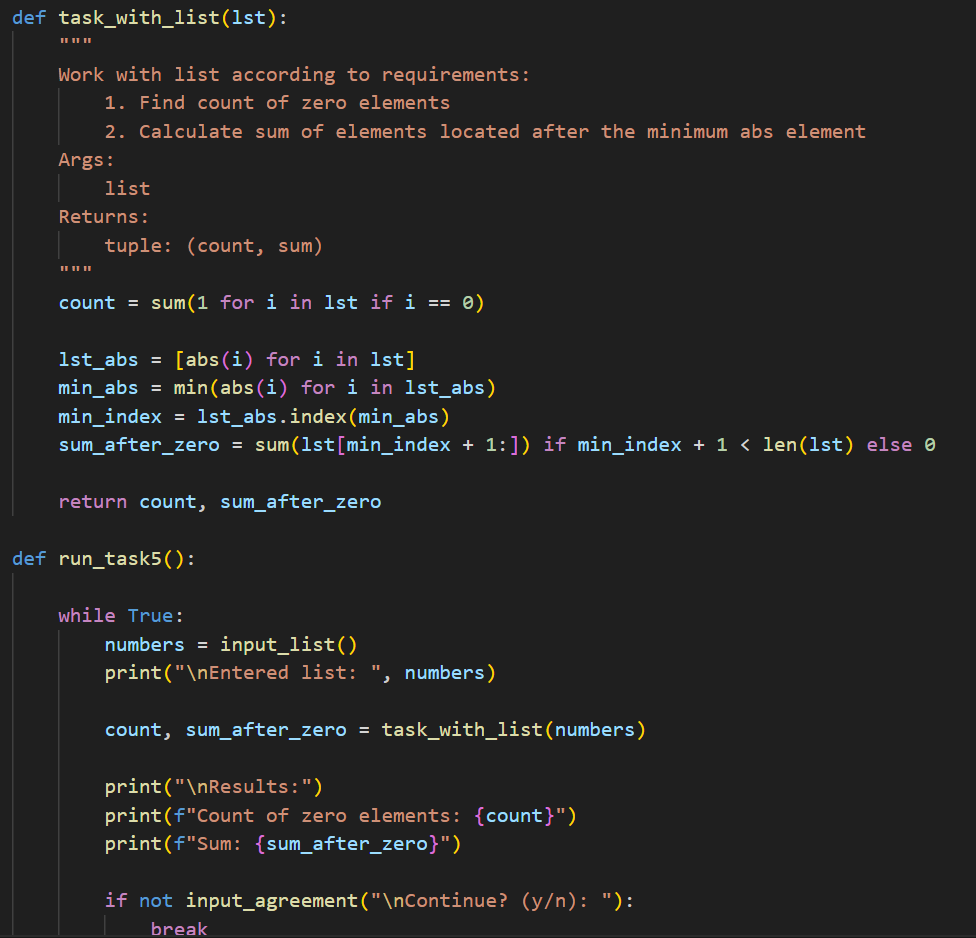 def task_with_list(lst):
    """
    Work with list according to requirements:
        1. Find count of zero elements
        2. Calculate sum of elements located after the minimum abs element
    Args:
        list
    Returns:
        tuple: (count, sum)
    """
    count = sum(1 for i in lst if i == 0)

    lst_abs = [abs(i) for i in lst]
    min_abs = min(abs(i) for i in lst_abs)
    min_index = lst_abs.index(min_abs)
    sum_after_zero = sum(lst[min_index + 1:]) if min_index + 1 < len(lst) else 0

    return count, sum_after_zero

def run_task5():

    while True:
        numbers = input_list()
        print("\nEntered list: ", numbers)

        count, sum_after_zero = task_with_list(numbers)

        print("\nResults:")
        print(f"Count of zero elements: {count}")
        print(f"Sum: {sum_after_zero}")

        if not input_agreement("\nContinue? (y/n): "):
            break